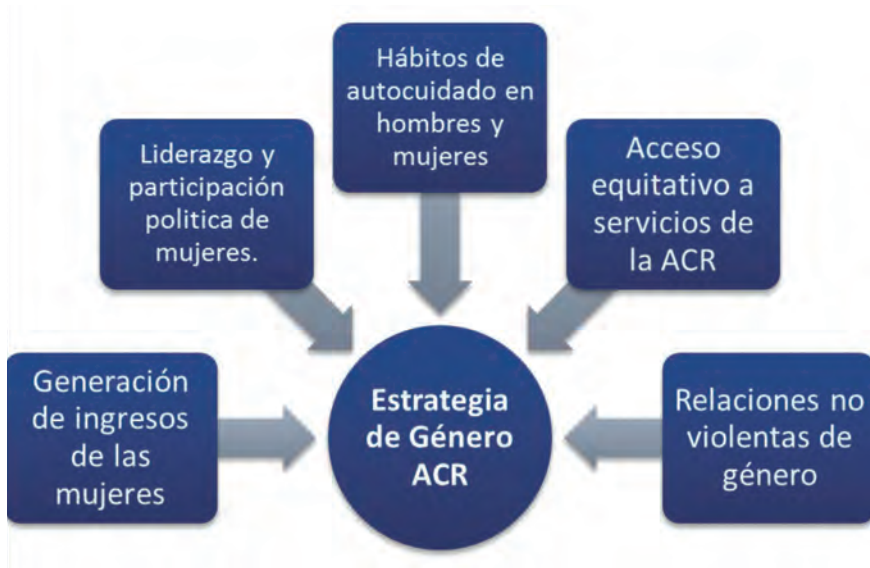 Hábitos de
autocuidado en
hombres y
mujeres
Liderazgo y
participación
politica de
mujeres.
Acceso
equitativo a
servicios de
la ACR
Generación
de ingresos
de las
mujeres
Estrategia
de Género
ACR
Relaciones no
violentas de
género